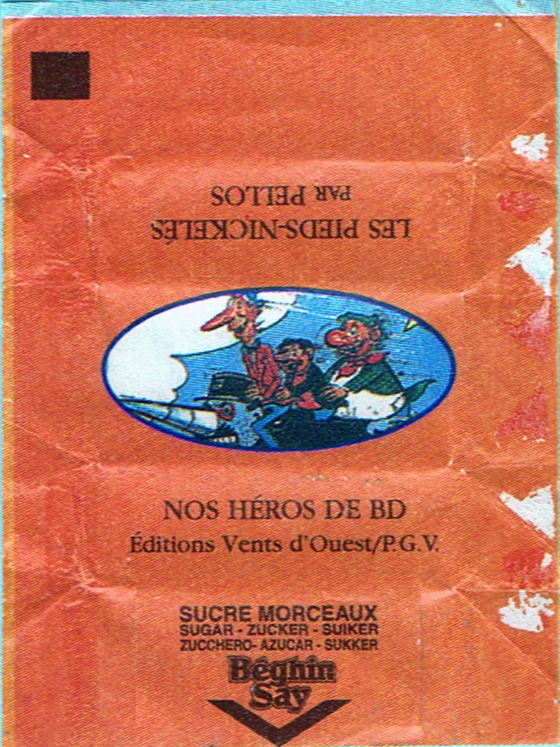 LES PIEDS-NICKELÉS
PAR PELLOS
NOS HÉROS DE BD
Éditions Vents d'Ouest/P.G.V.
SUCRE MORCEAUX
SUGAR - ZUCKER - SUIKER
ZUCCHERO - AZUCAR - SUKKER
Béghin
Say